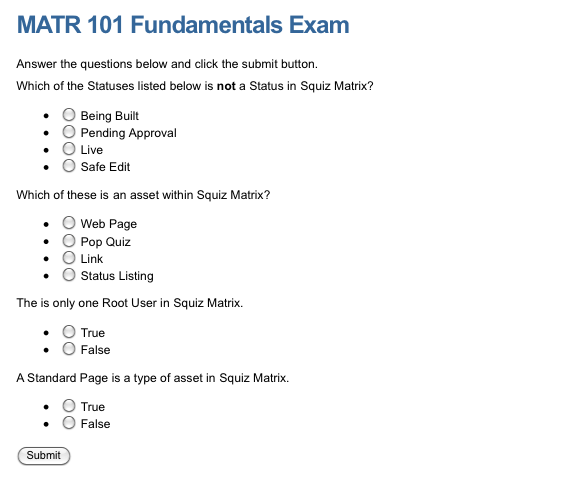 MATR 101 Fundamentals Exam
Answer the questions below and click the submit button.
Which of the Statuses listed below is not a Status in Squiz Matrix?
Being Built
Pending Approval
Live
Safe Edit
Which of these is an asset within Squiz Matrix?
Web Page
Pop Quiz
Link
Status Listing
The is only one Root User in Squiz Matrix.
True
False
A Standard Page is a type of asset in Squiz Matrix.
True
False
Submit